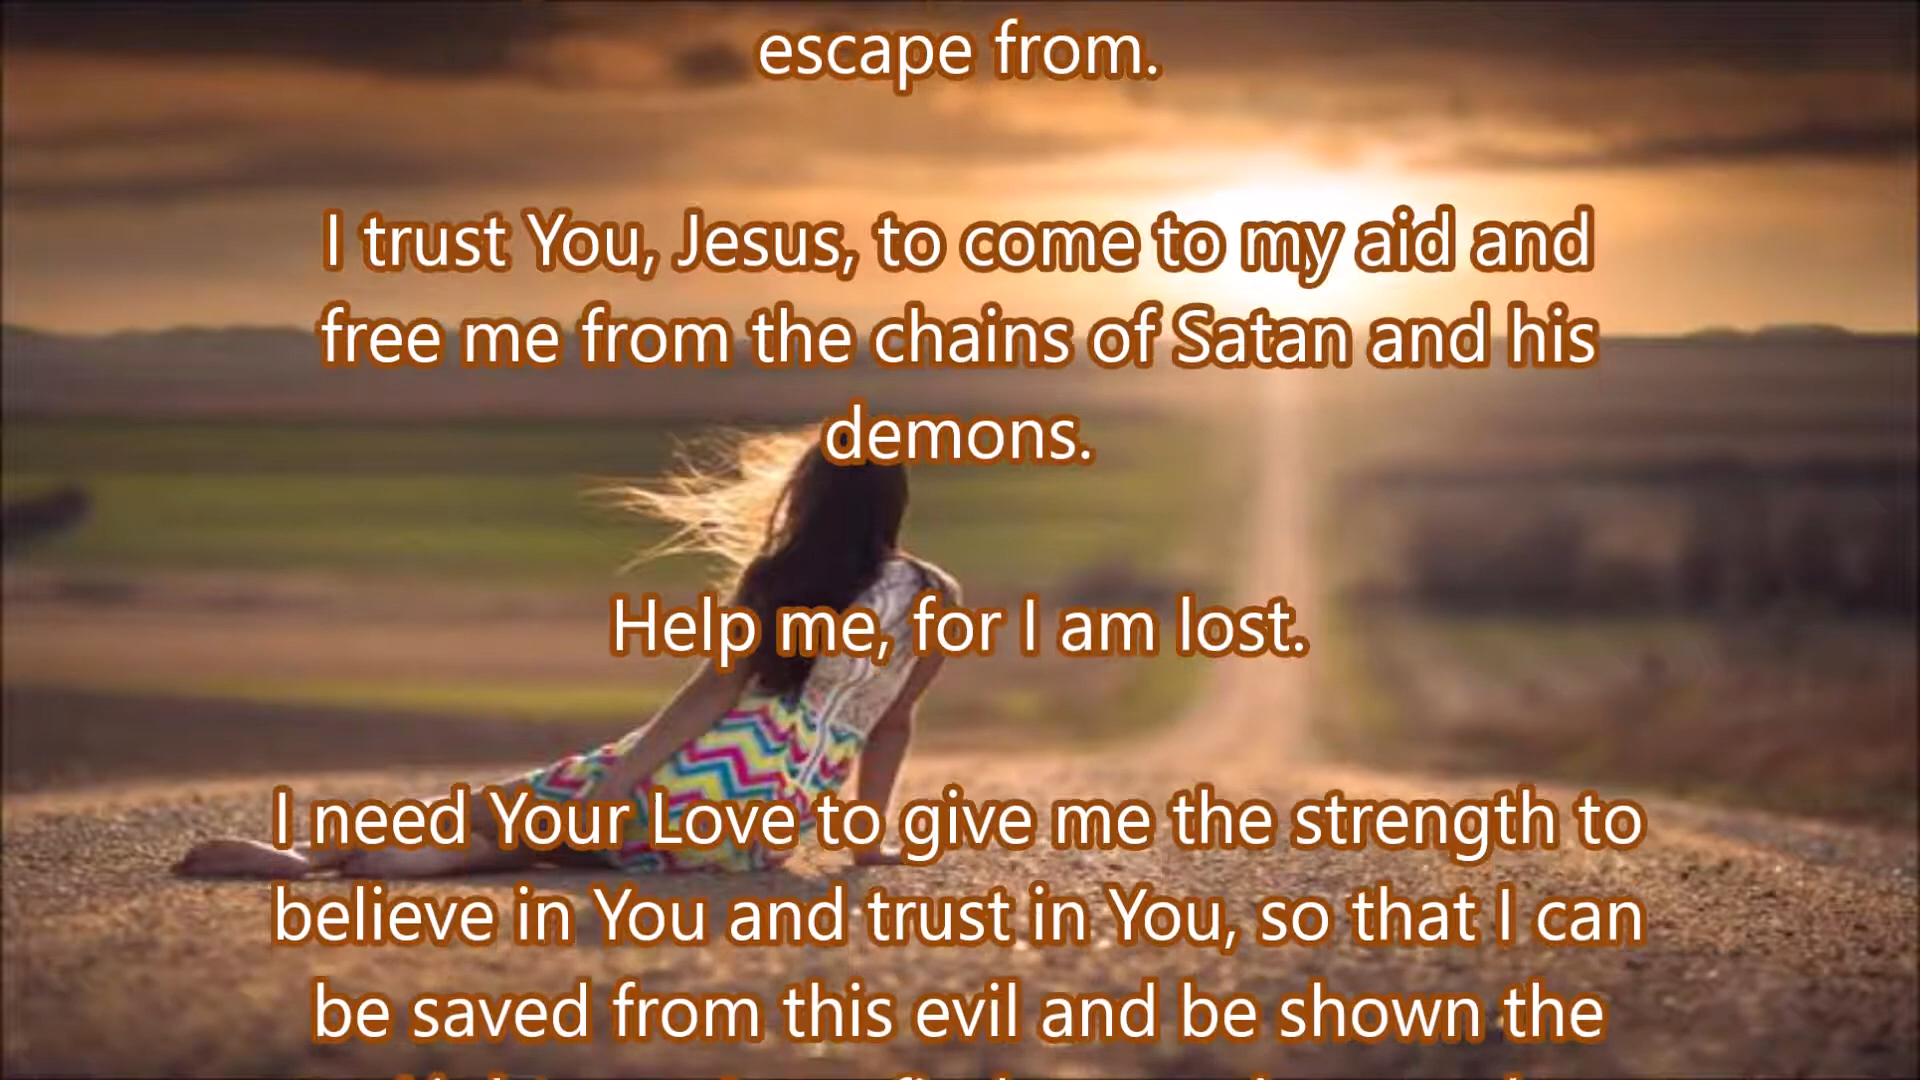 escape from.
I trust You, Jesus, to come to my aid and
free me from the chains of Satan and his
demons.
Help me, for I am lost.
I need Your Love to give me the strength to
believe in You and trust in You, so that I can
be saved from this evil and be shown the